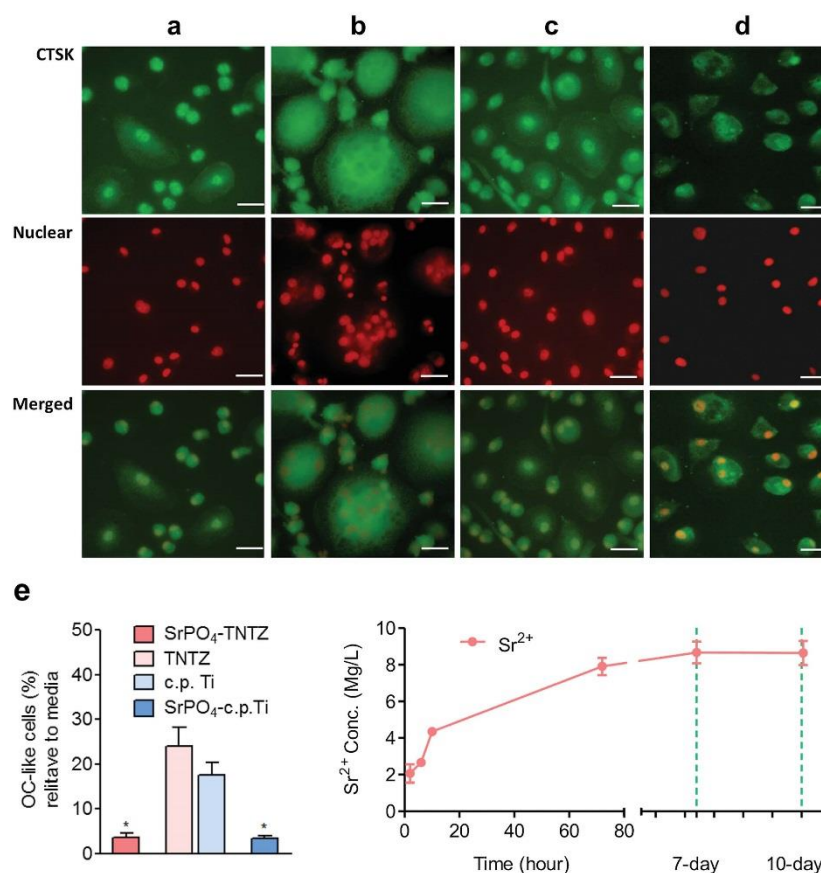 a b c d
CTSK
Nuclear
Merged
e
OC-like cells (%)
relitave to media
50
40
30
20
10
0
SrPO₄-TNTZ
TNTZ
c.p. Ti
SrPO₄-c.p.Ti
* *
Sr²⁺ Conc. (Mg/L)
10
8
6
4
2
0
Sr²⁺
0 20 40 60 80
Time (hour) 7-day 10-day